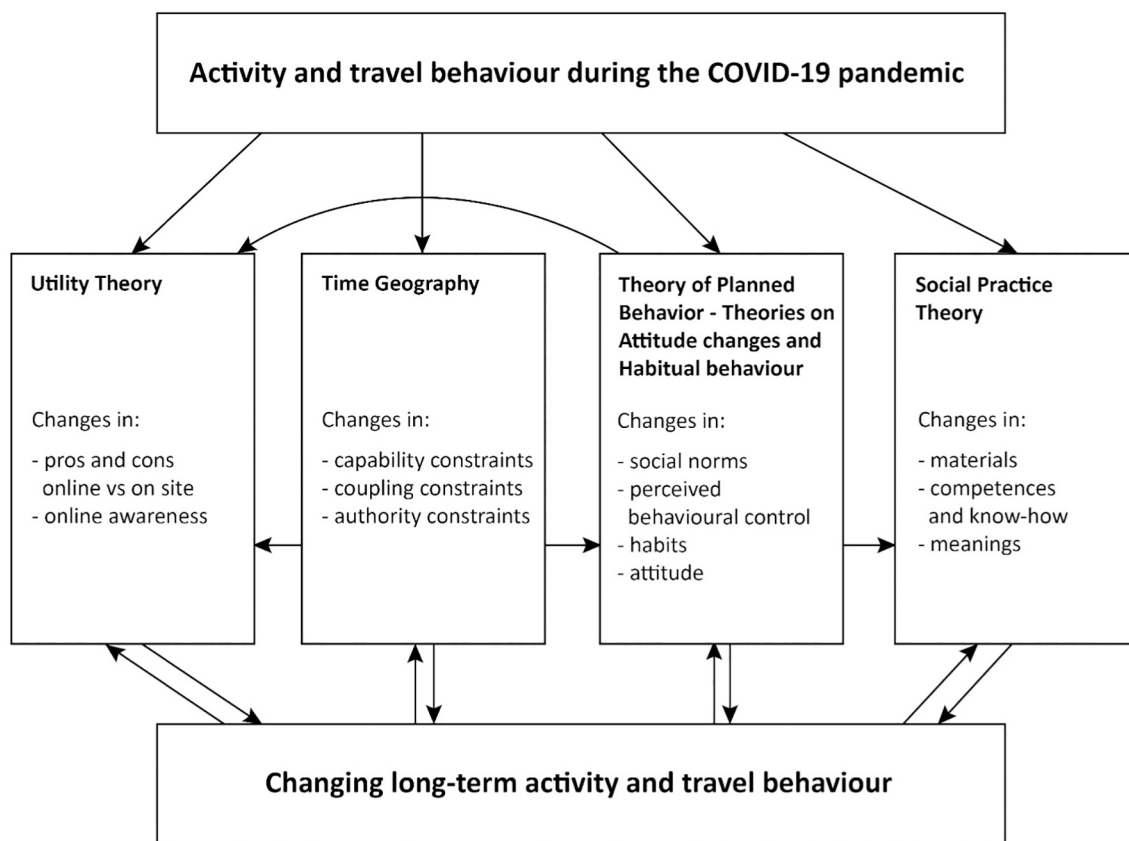 Activity and travel behaviour during the COVID-19 pandemic
Utility Theory
Changes in:
- pros and cons
online vs on site
- online awareness
Time Geography
Changes in:
- capability constraints
- coupling constraints
- authority constraints
Theory of Planned
Behavior - Theories on
Attitude changes and
Habitual behaviour
Changes in:
- social norms
- perceived
behavioural control
- habits
- attitude
Social Practice
Theory
Changes in:
- materials
- competences
and know-how
- meanings
Changing long-term activity and travel behaviour